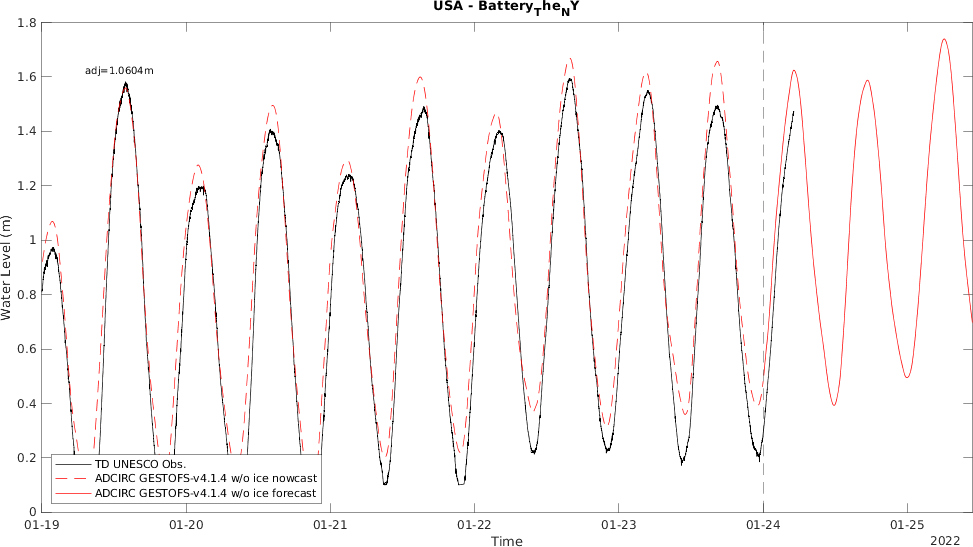 USA - Battery_The_NY
adj=1.0604m
Water Level (m)
1.8
1.6
1.4
1.2
1
0.8
0.6
0.4
0.2
0
TD UNESCO Obs.
ADCIRC GESTOFS-v4.1.4 w/o ice nowcast
ADCIRC GESTOFS-v4.1.4 w/o ice forecast
01-19 01-20 01-21 01-22 01-23 01-24 01-25
Time
2022